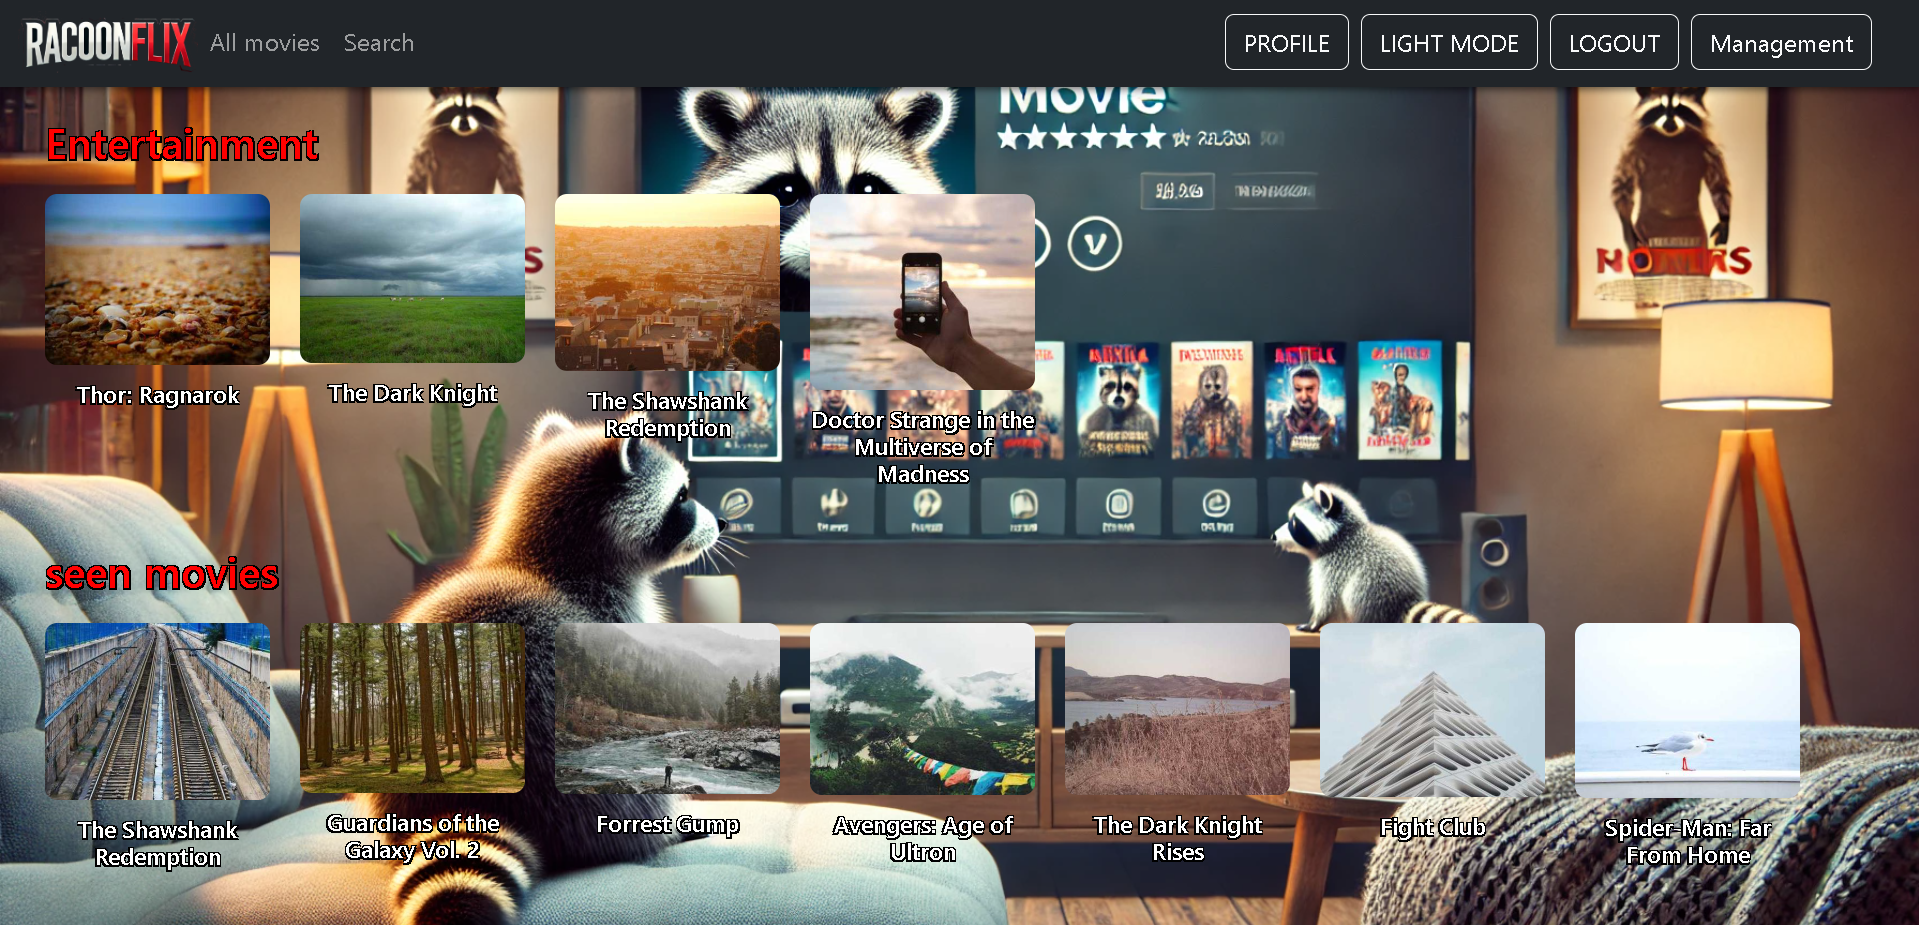 RACOONFLIX
All movies
Search
PROFILE
LIGHT MODE
LOGOUT
Management
Movie
Entertainment
Thor: Ragnarok
The Dark Knight
The Shawshank
Redemption
Doctor Strange in the
Multiverse of
Madness
seen movies
The Shawshank
Redemption
Guardians of the
Galaxy Vol. 2
Forrest Gump
Avengers: Age of
Ultron
The Dark Knight
Rises
Fight Club
Spider-Man: Far
From Home